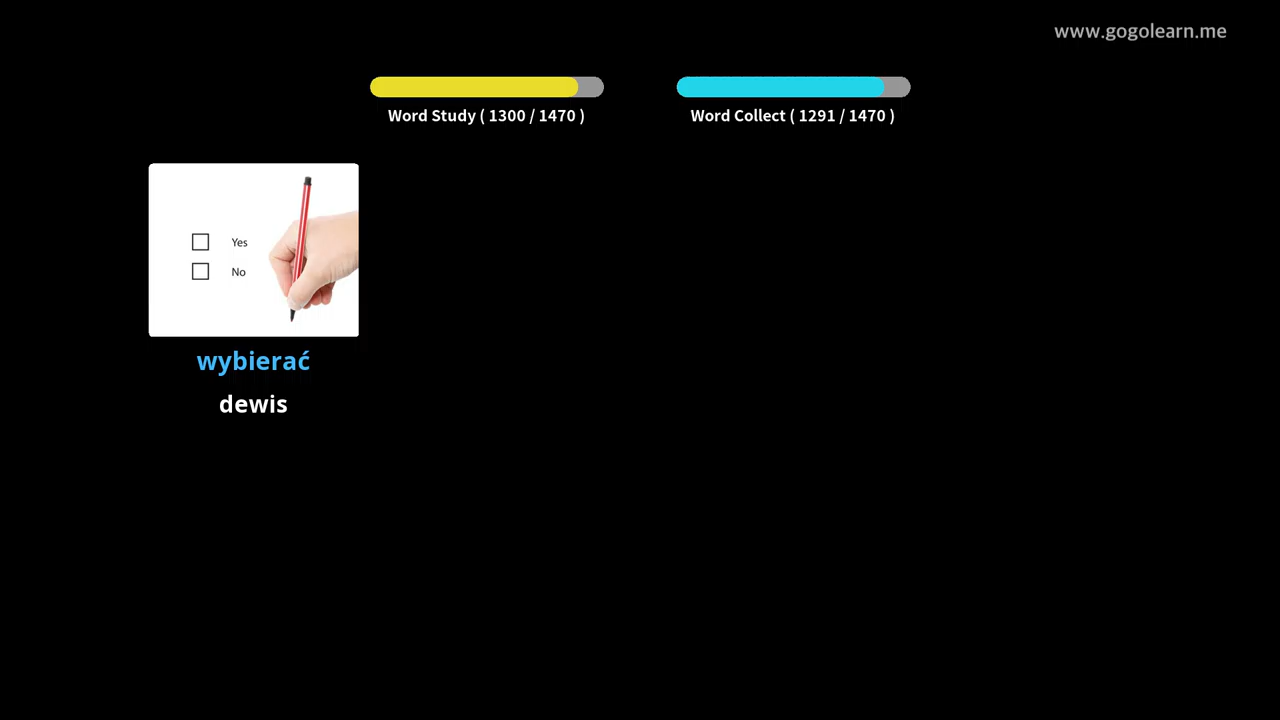 www.gogolearn.me
Word Study ( 1300 / 1470 )
Word Collect ( 1291 / 1470 )
Yes
No
wybierać
dewis